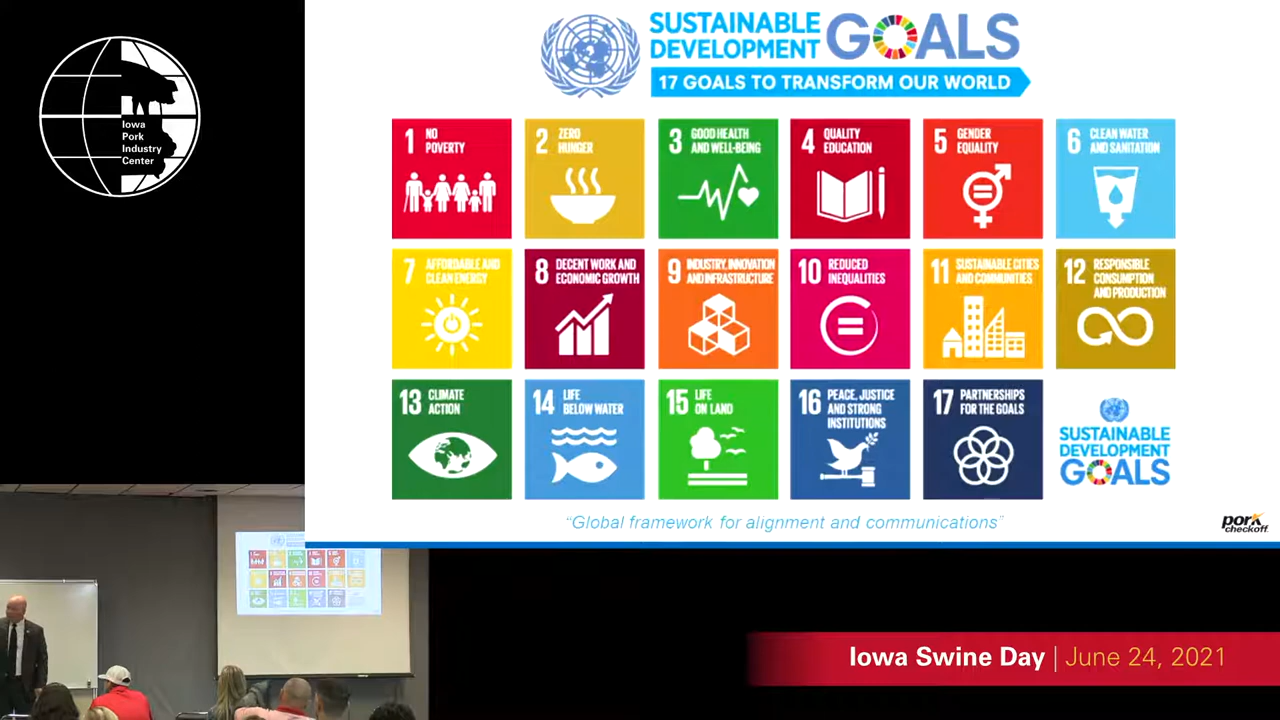 Iowa
Pork
Industry
Center
SUSTAINABLE
DEVELOPMENT
GOALS
17 GOALS TO TRANSFORM OUR WORLD
1 NO
POVERTY
2 ZERO
HUNGER
3 GOOD HEALTH
AND WELL-BEING
4 QUALITY
EDUCATION
5 GENDER
EQUALITY
6 CLEAN WATER
AND SANITATION
7 AFFORDABLE AND
CLEAN ENERGY
8 DECENT WORK AND
ECONOMIC GROWTH
9 INDUSTRY, INNOVATION
AND INFRASTRUCTURE
10 REDUCED
INEQUALITIES
11 SUSTAINABLE CITIES
AND COMMUNITIES
12 RESPONSIBLE
CONSUMPTION
AND PRODUCTION
13 CLIMATE
ACTION
14 LIFE
BELOW WATER
15 LIFE
ON LAND
16 PEACE, JUSTICE
AND STRONG
INSTITUTIONS
17 PARTNERSHIPS
FOR THE GOALS
SUSTAINABLE
DEVELOPMENT
GOALS
"Global framework for alignment and communications"
pork
checkoff
Iowa Swine Day | June 24, 2021